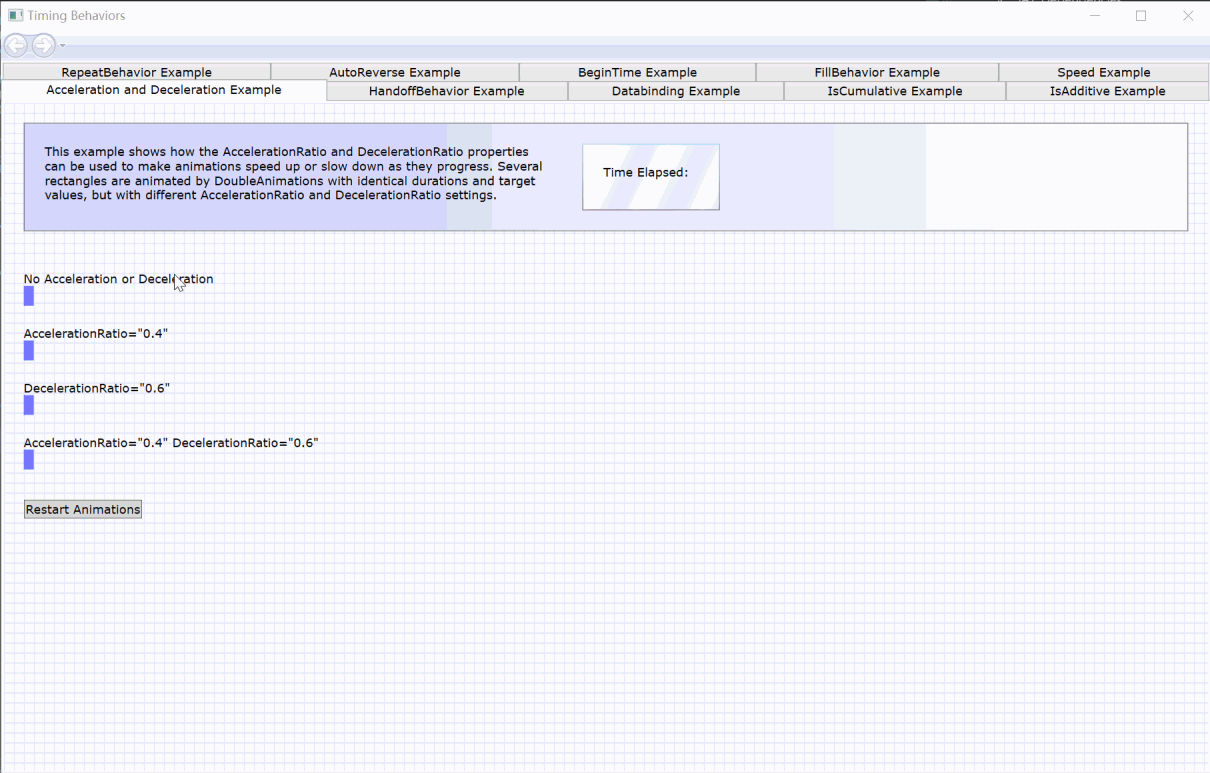 Timing Behaviors
RepeatBehavior Example
AutoReverse Example
BeginTime Example
FillBehavior Example
Speed Example
Acceleration and Deceleration Example
HandoffBehavior Example
Databinding Example
IsCumulative Example
IsAdditive Example
This example shows how the AccelerationRatio and DecelerationRatio properties
can be used to make animations speed up or slow down as they progress. Several
rectangles are animated by DoubleAnimations with identical durations and target
values, but with different AccelerationRatio and DecelerationRatio settings.
Time Elapsed:
No Acceleration or Deceleration
AccelerationRatio="0.4"
DecelerationRatio="0.6"
AccelerationRatio="0.4" DecelerationRatio="0.6"
Restart Animations